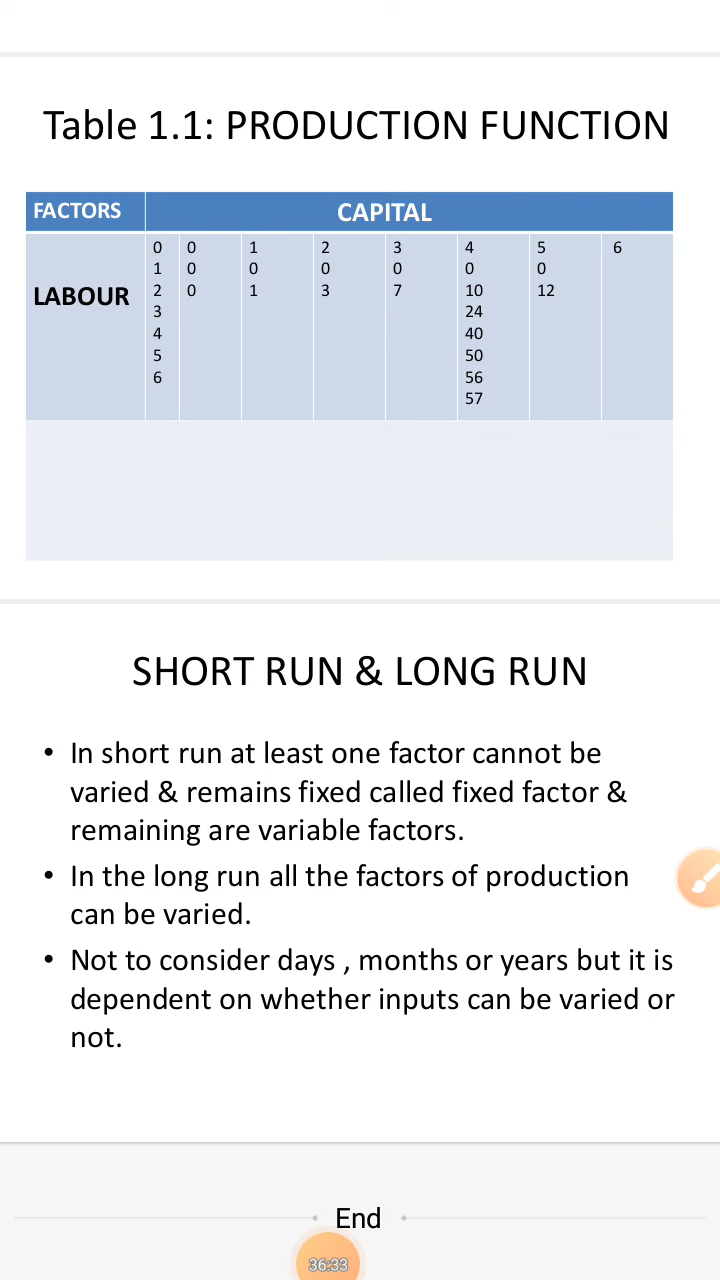 Table 1.1: PRODUCTION FUNCTION
FACTORS CAPITAL
LABOUR
0 0 1 2 3 4 5 6
1 0 0 0 0 0 0
2 0 1 3 7 10 12
3 24
4 40
5 50
6 56
57
SHORT RUN & LONG RUN
• In short run at least one factor cannot be
varied & remains fixed called fixed factor &
remaining are variable factors.
• In the long run all the factors of production
can be varied.
• Not to consider days , months or years but it is
dependent on whether inputs can be varied or
not.
End
36:33